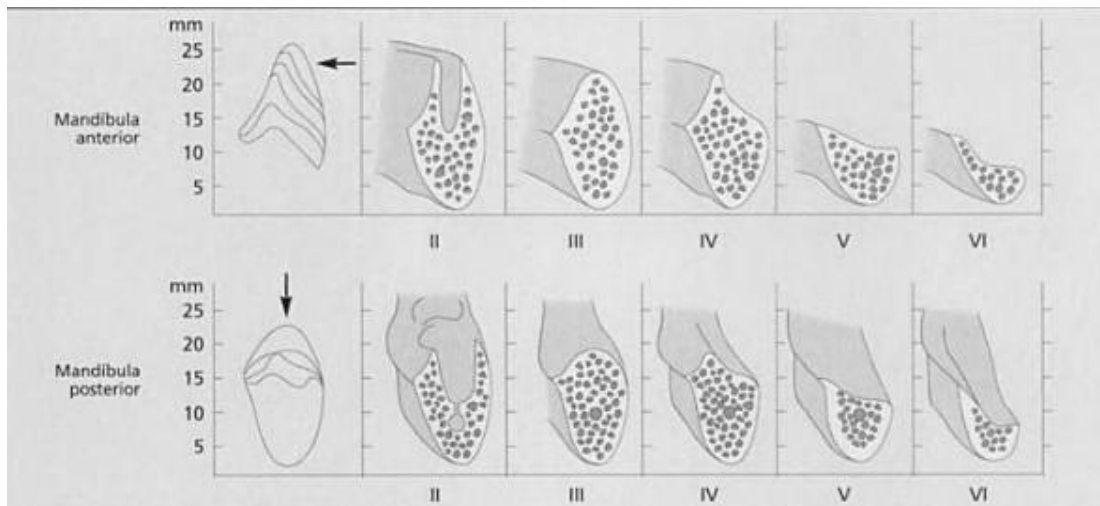 mm
25
20
15
10
5
Mandíbula
anterior
II
III
IV
V
VI
mm
25
20
15
10
5
Mandíbula
posterior
II
III
IV
V
VI